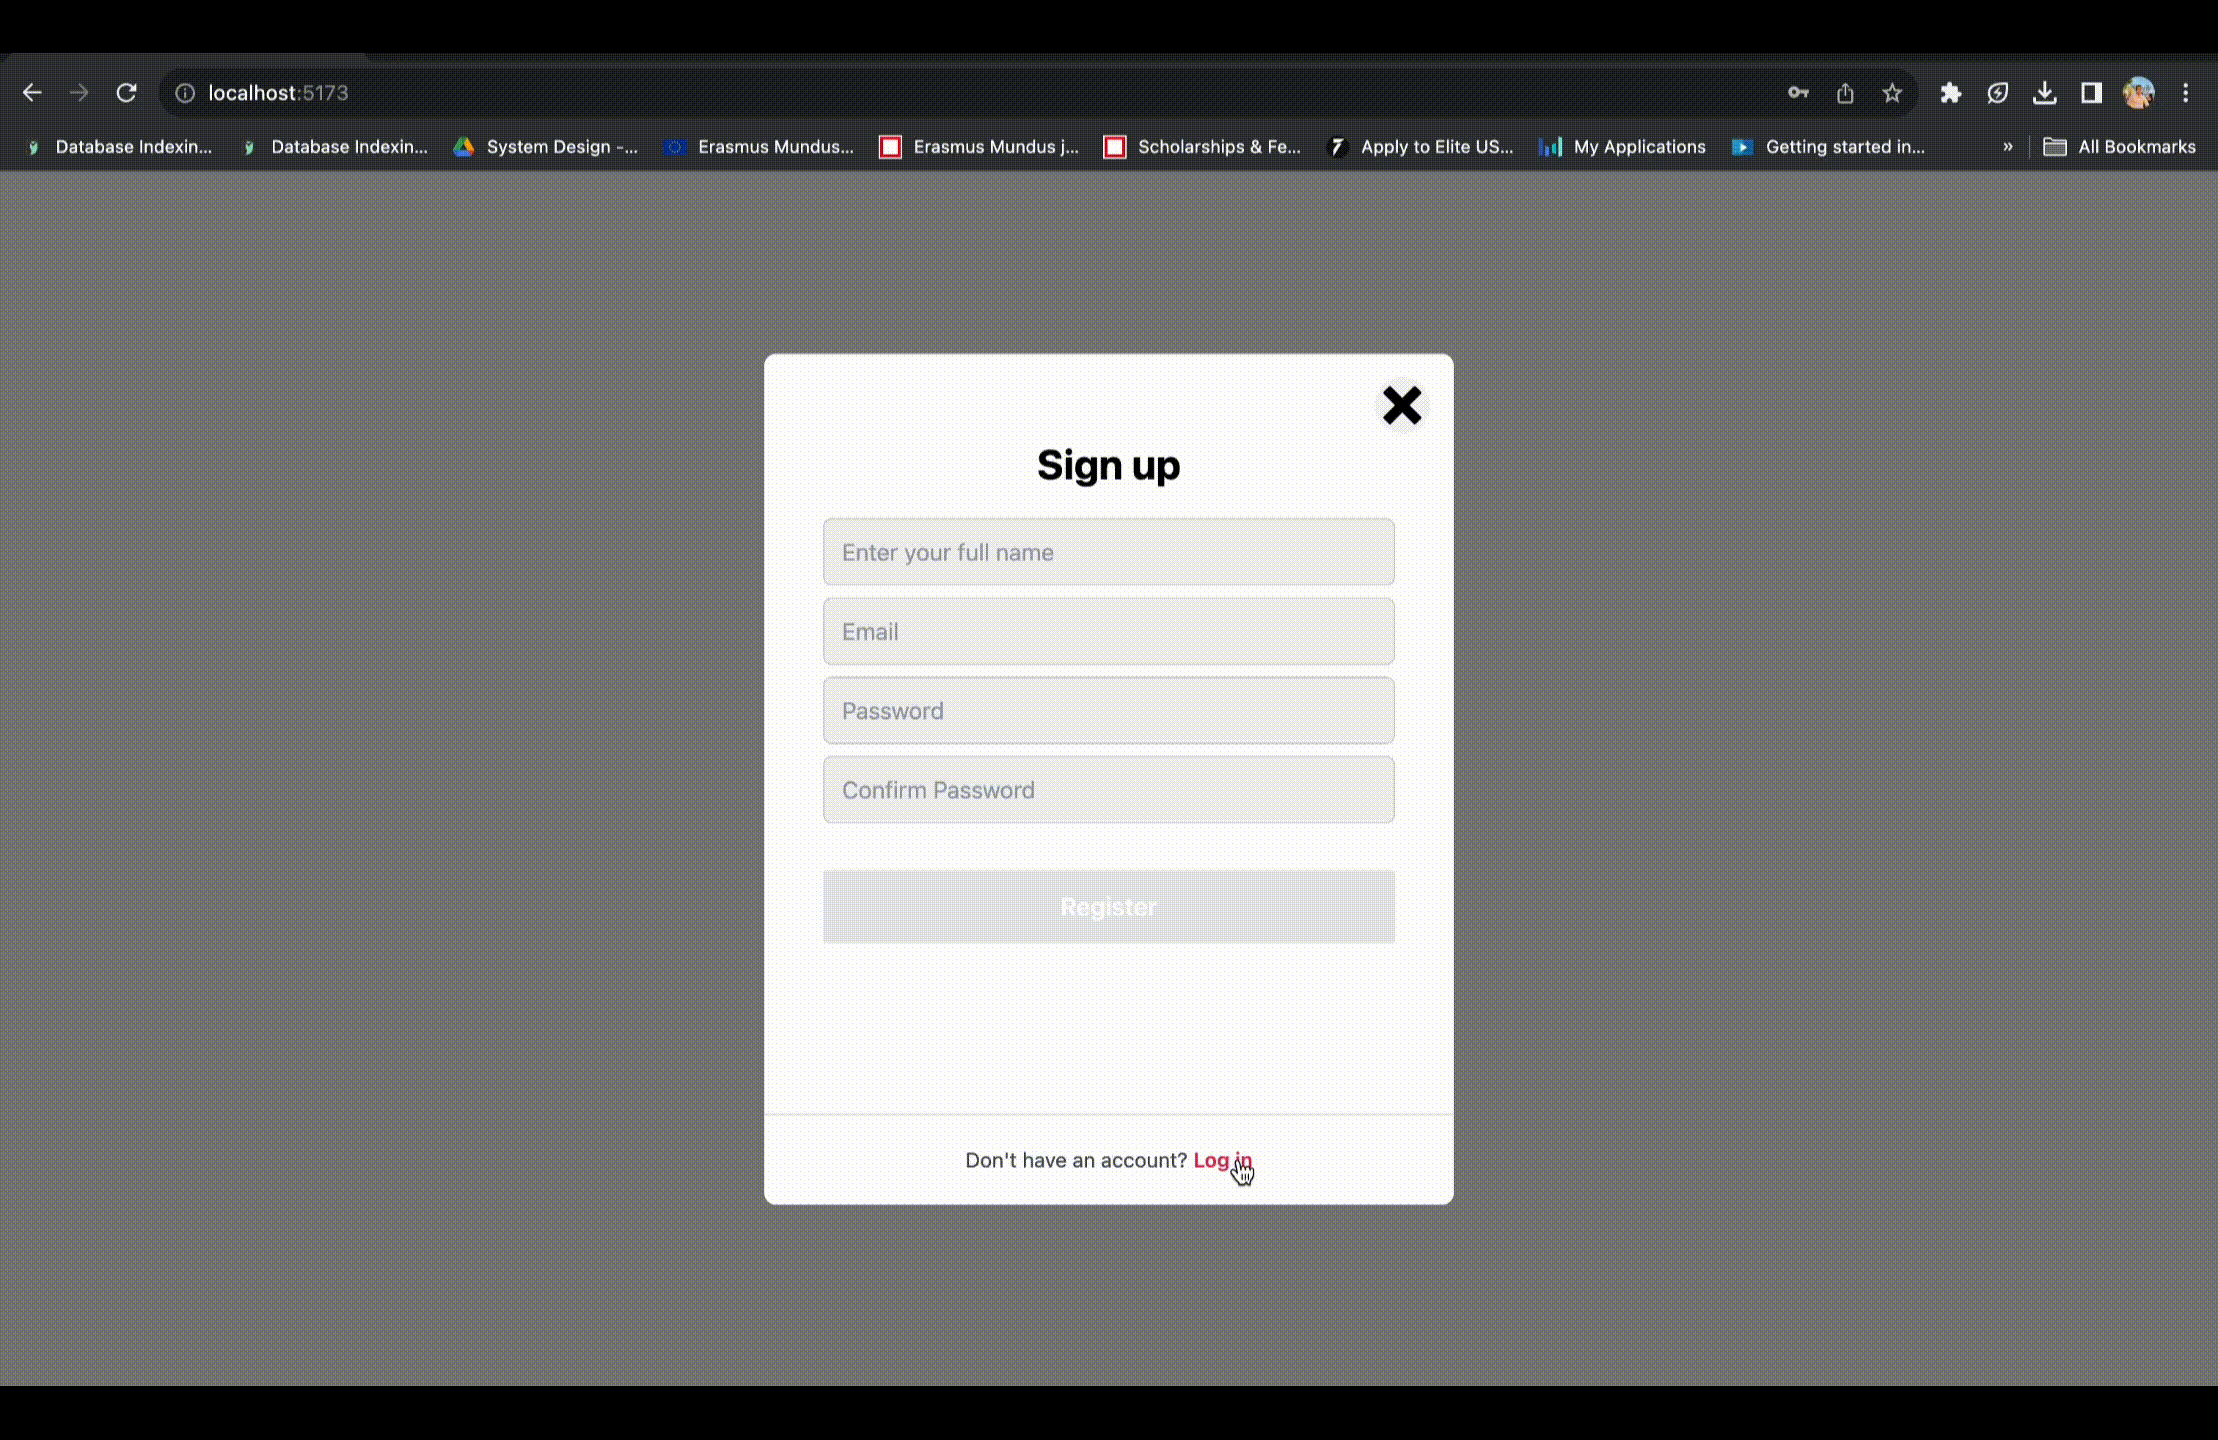 localhost:5173
Database Indexin... Database Indexin... System Design -... Erasmus Mundus... Erasmus Mundus j... Scholarships & Fe... Apply to Elite US... My Applications Getting started in... » All Bookmarks
Sign up
Enter your full name
Email
Password
Confirm Password
Register
Don't have an account? Log in